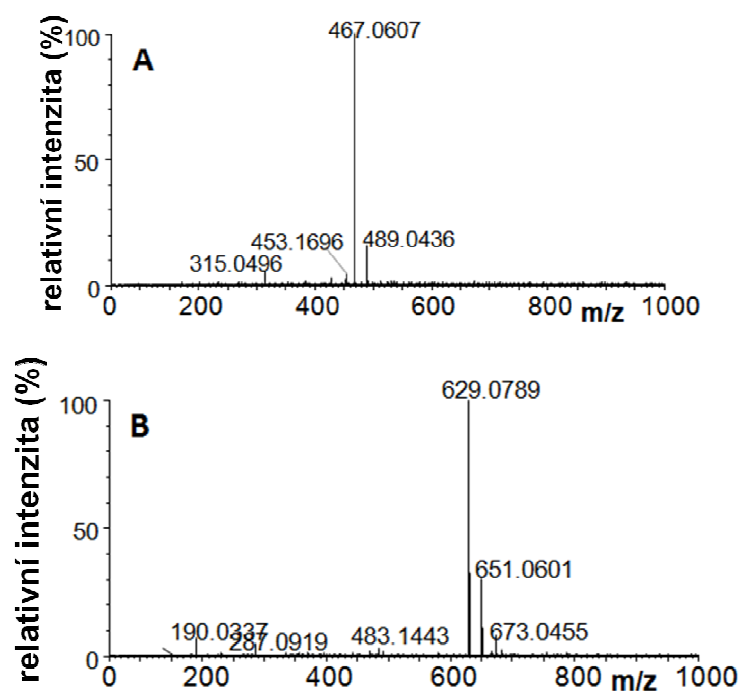 relativní intenzita (%)
100
50
0
A
467.0607
453.1696
489.0436
315.0496
0 200 400 600 800 m/z 1000
relativní intenzita (%)
100
50
0
B
629.0789
651.0601
190.0337
287.0919
483.1443
673.0455
0 200 400 600 800 m/z 1000